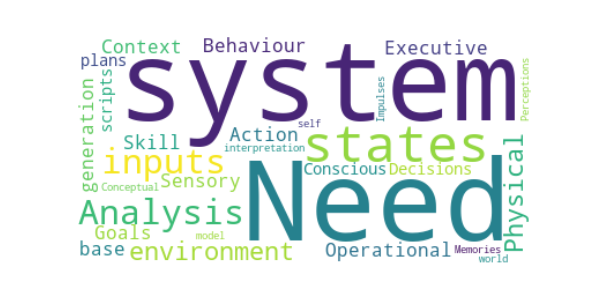 Context
Behaviour
Executive
plans
system
Perceptions
Impulses
scripts
generation
self
Skill
Action
interpretation
states
inputs
Need
Conscious
Decisions
Physical
Conceptual
Sensory
Analysis
Goals
model
base
environment
Operational
Memories
world